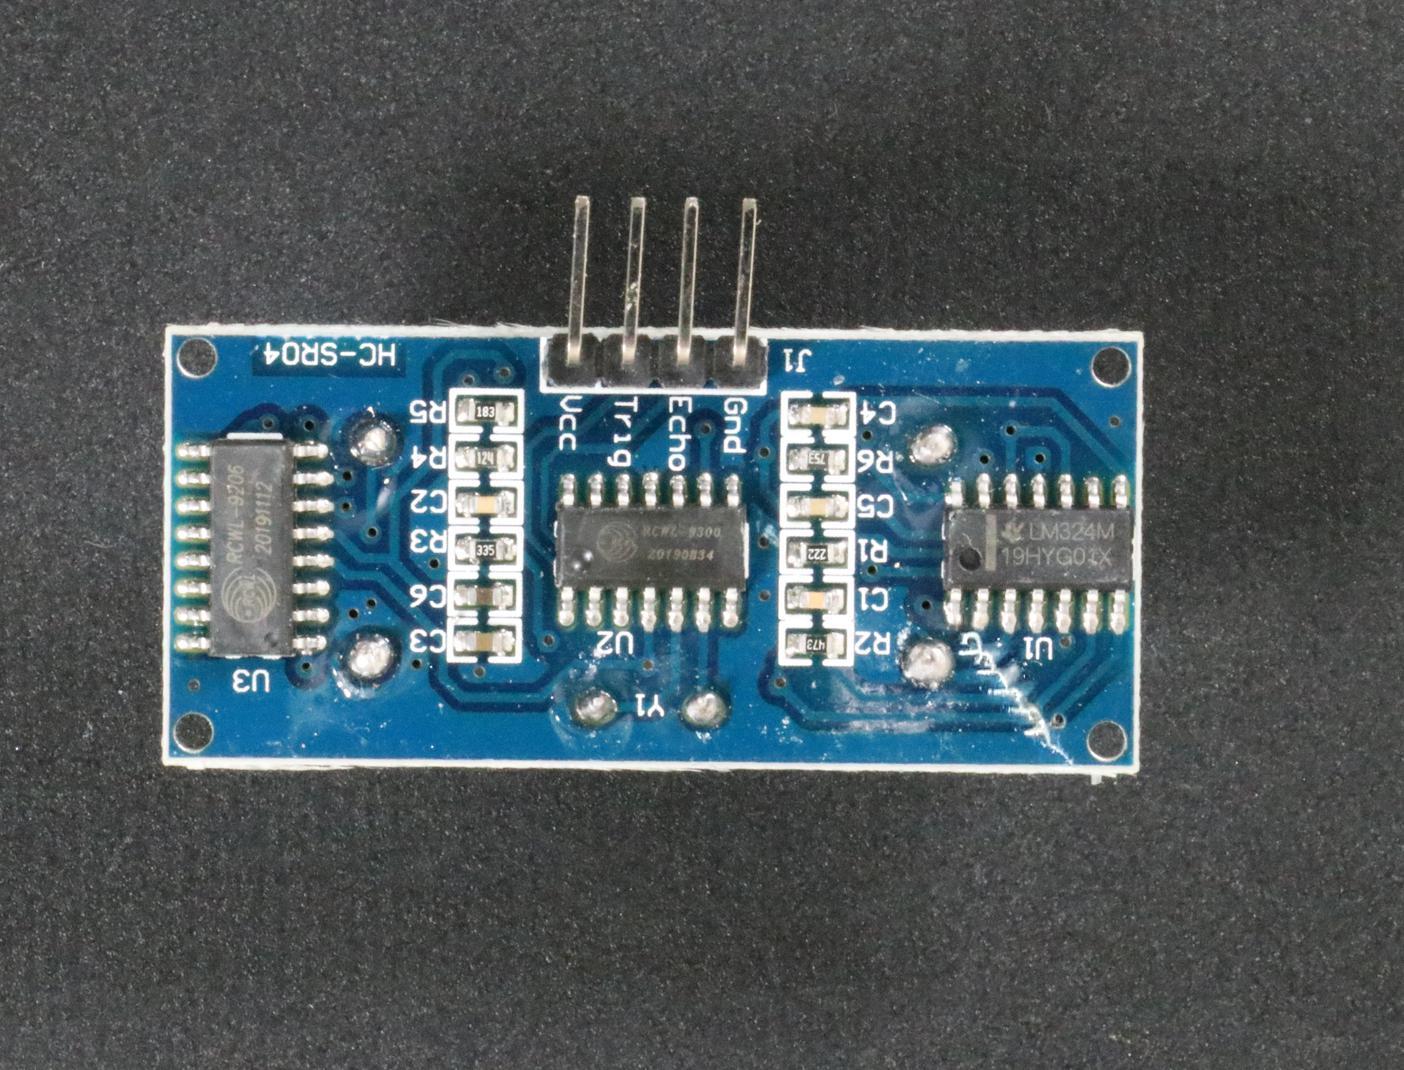 HC-SR04
J1
Vcc
Trig
Echo
Gnd
R5
183
R4
124
C2
R3
335
C6
C3
C4
R6
753
C5
R1
222
C1
R2
473
RCWL-9206
20191112
U3
RCWL-9300
20190834
U2
Y1
LM324M
19HYG01X
U1